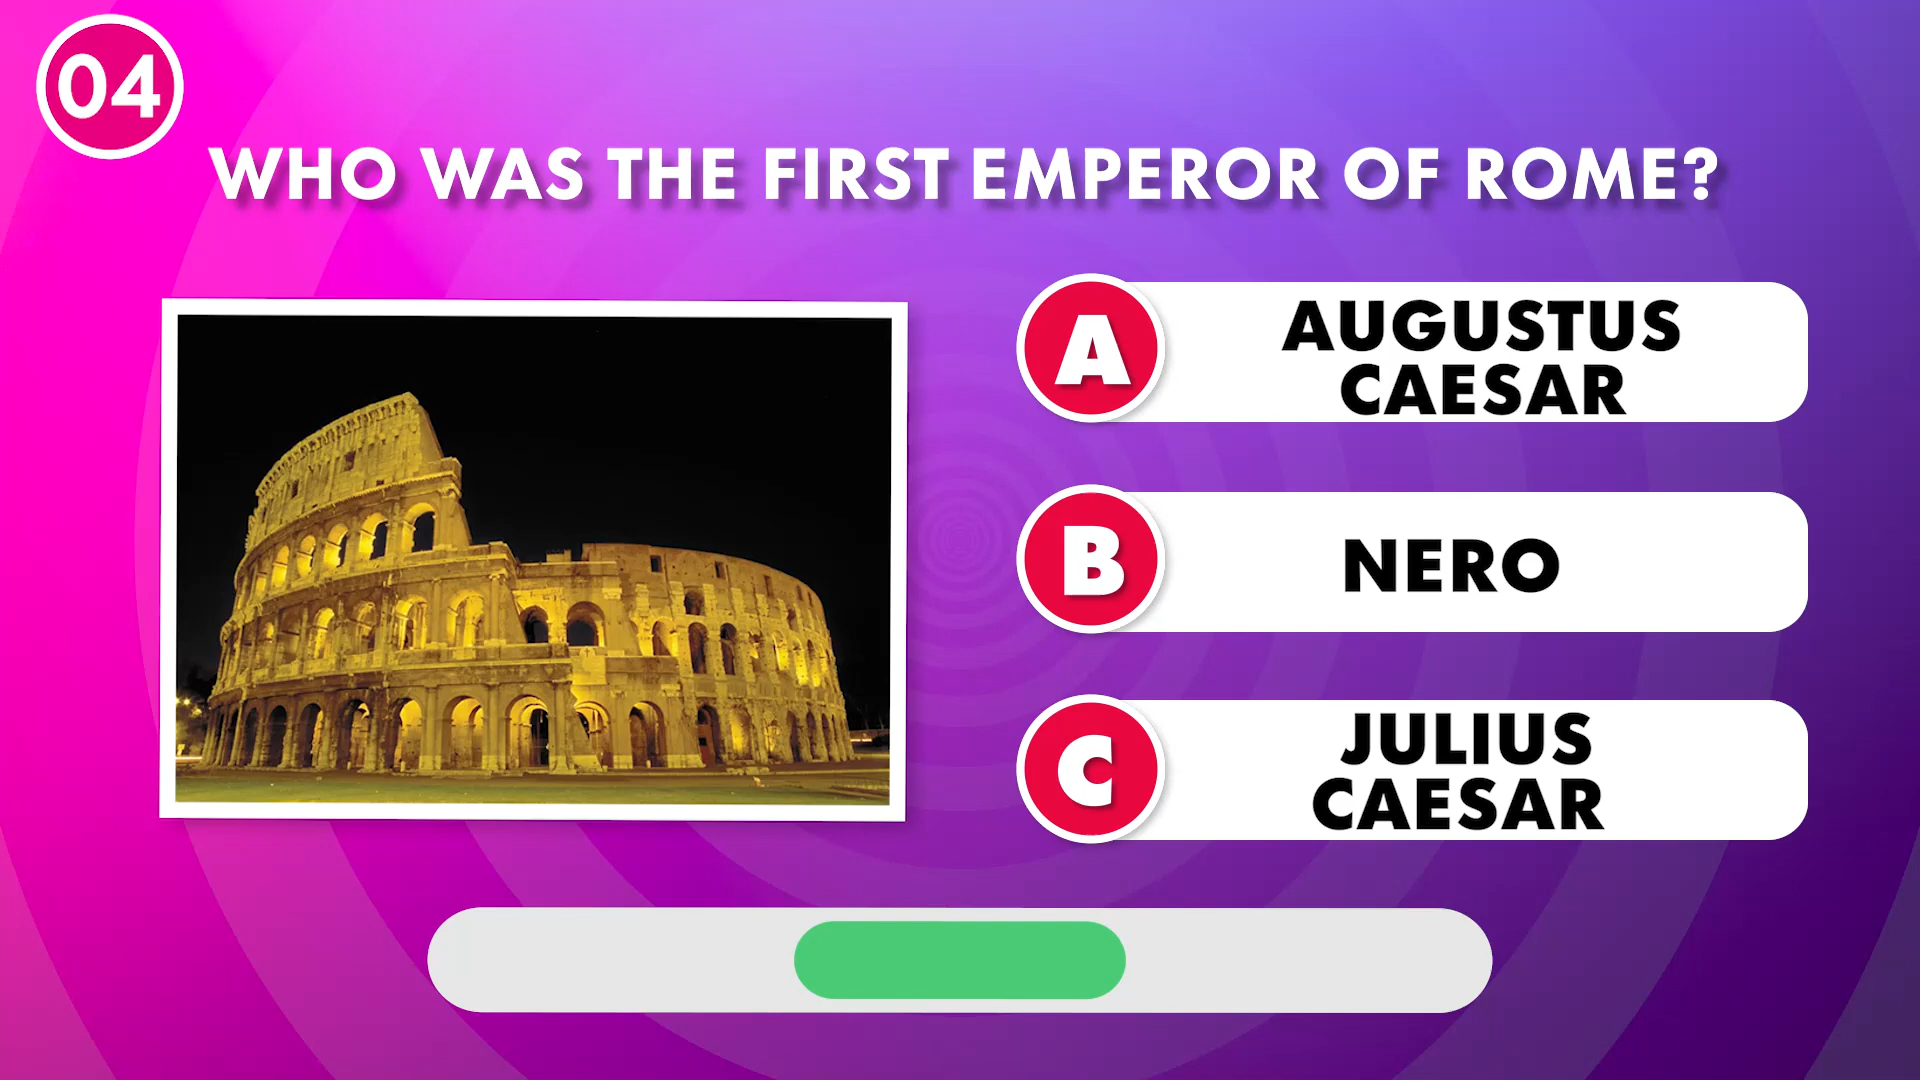 04
WHO WAS THE FIRST EMPEROR OF ROME?
A
AUGUSTUS
CAESAR
B
NERO
C
JULIUS
CAESAR